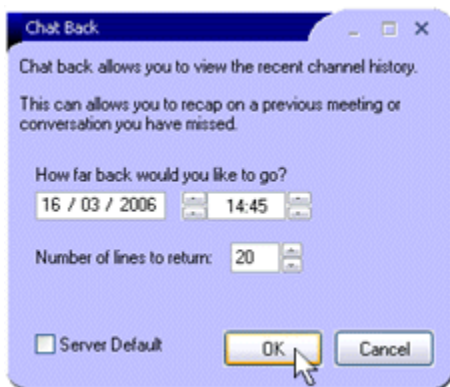 Chat Back
Chat back allows you to view the recent channel history.
This can allows you to recap on a previous meeting or
conversation you have missed.
How far back would you like to go?
16 / 03 / 2006 14:45
Number of lines to return: 20
Server Default OK Cancel